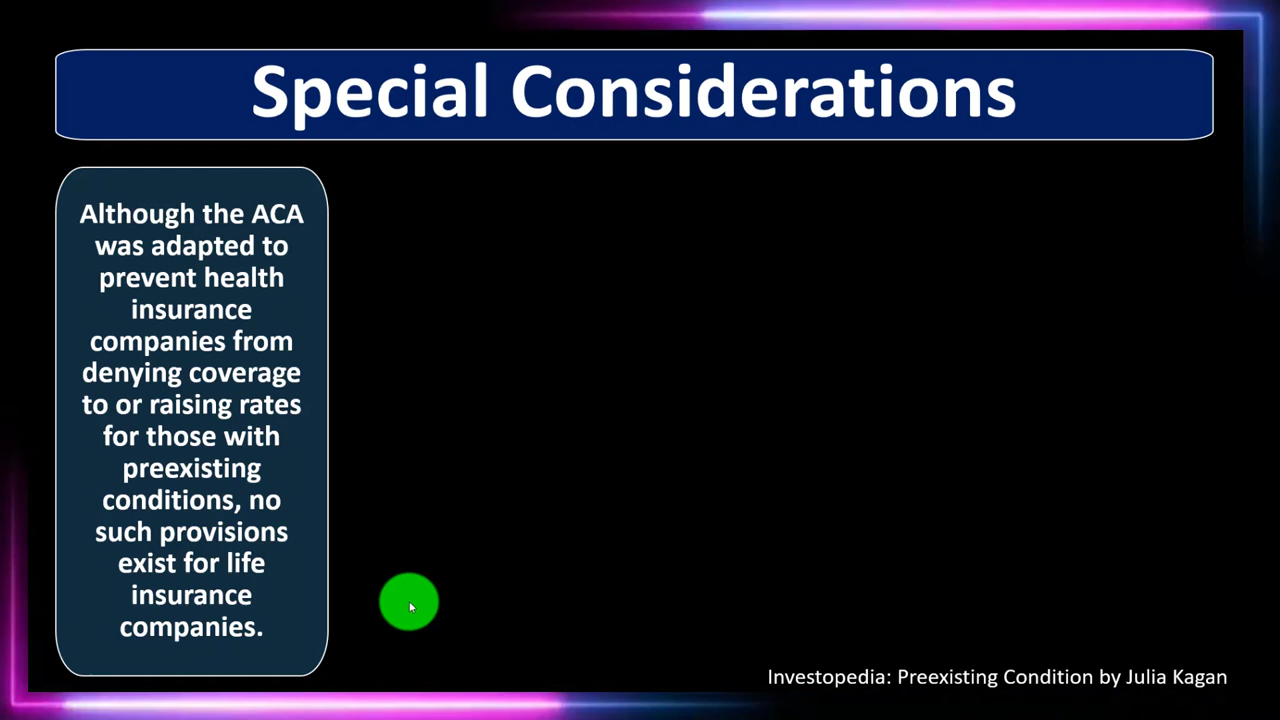 Special Considerations
Although the ACA
was adapted to
prevent health
insurance
companies from
denying coverage
to or raising rates
for those with
preexisting
conditions, no
such provisions
exist for life
insurance
companies.
Investopedia: Preexisting Condition by Julia Kagan